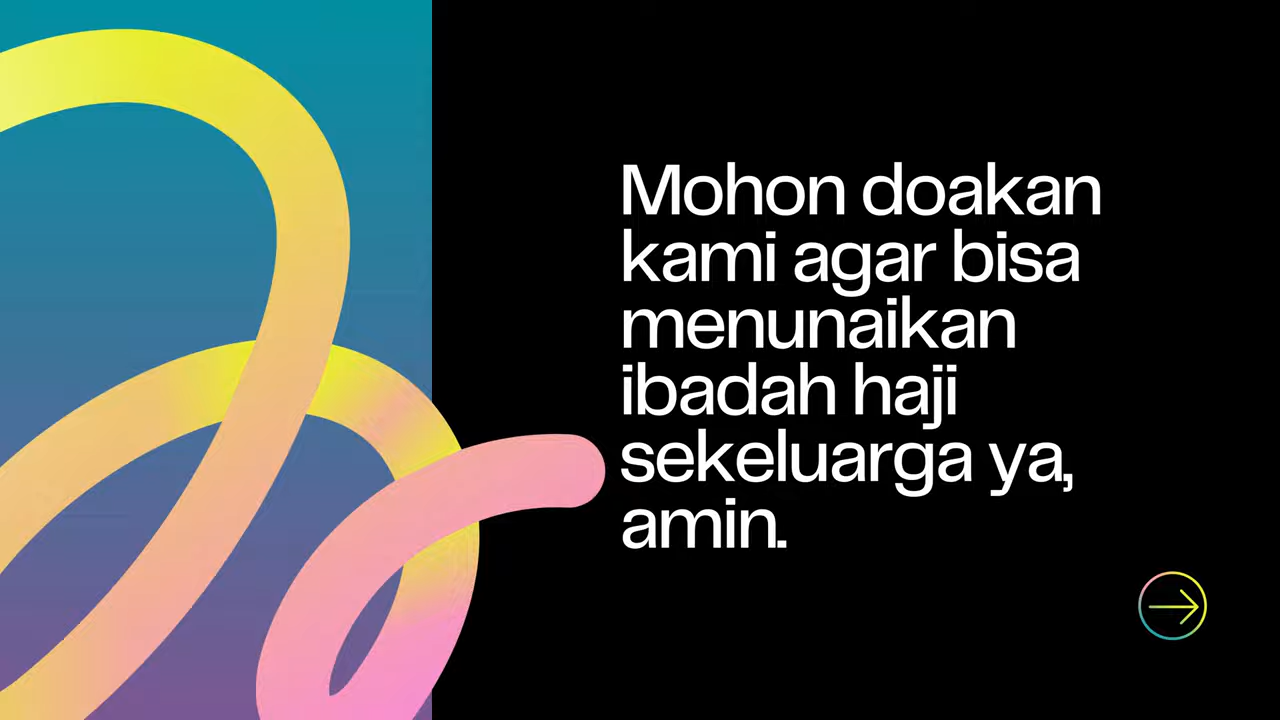 Mohon doakan
kami agar bisa
menunaikan
ibadah haji
sekeluarga ya,
amin.